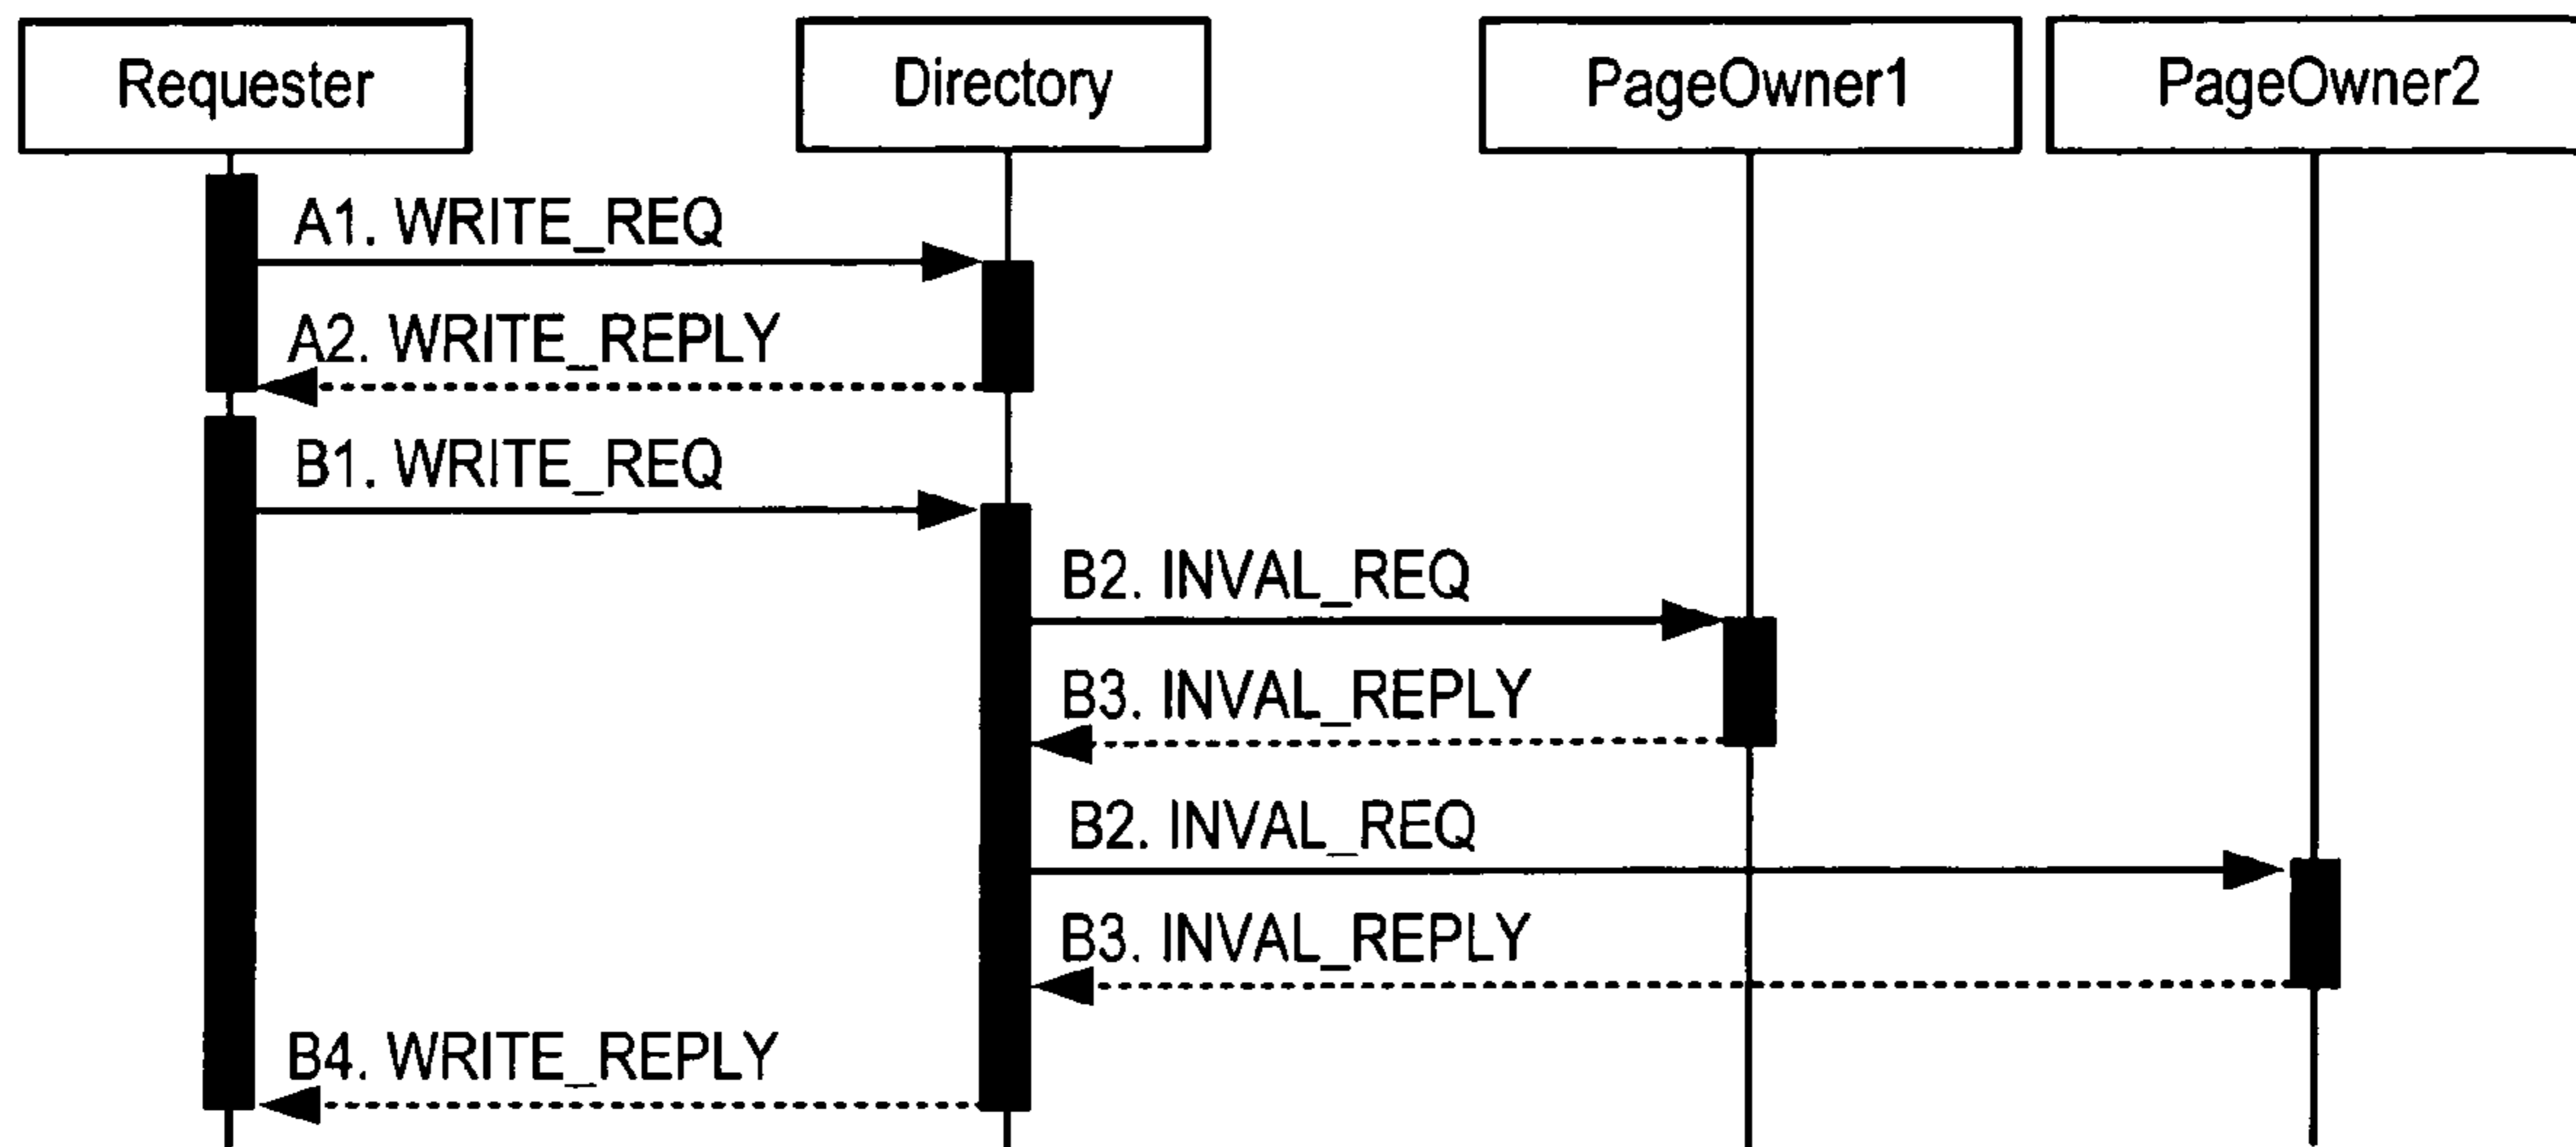 Requester
Directory
PageOwner1
PageOwner2
A1. WRITE_REQ
A2. WRITE_REPLY
B1. WRITE_REQ
B2. INVAL_REQ
B3. INVAL_REPLY
B2. INVAL_REQ
B3. INVAL_REPLY
B4. WRITE_REPLY